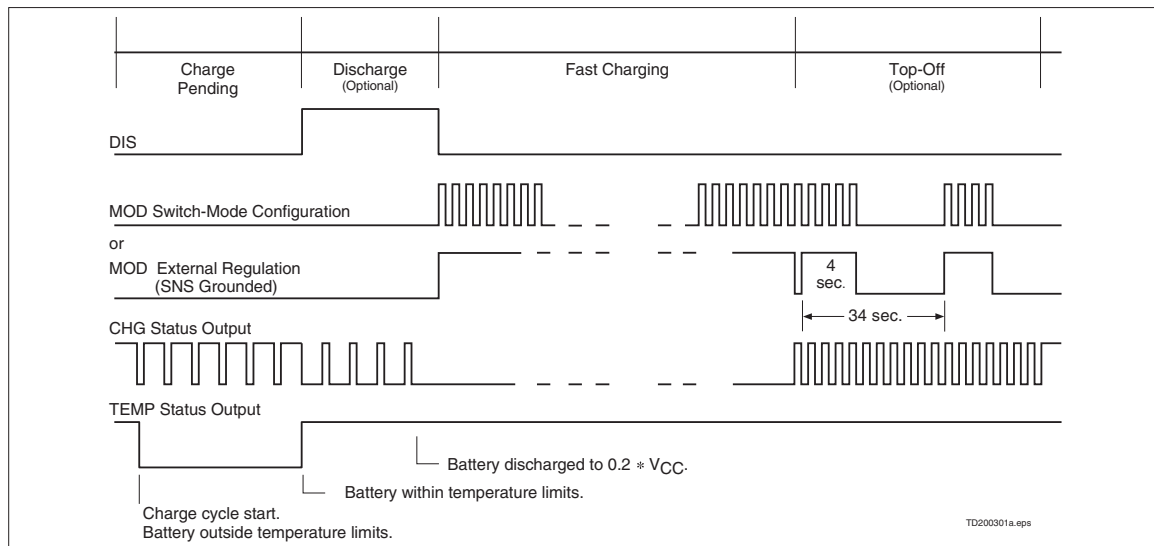 Charge
Pending
Discharge
(Optional)
Fast Charging
Top-Off
(Optional)
DIS
MOD Switch-Mode Configuration
or
MOD External Regulation
(SNS Grounded)
4
sec.
34 sec.
CHG Status Output
TEMP Status Output
Battery discharged to 0.2 * VCC.
Battery within temperature limits.
Charge cycle start.
Battery outside temperature limits.
TD200301a.eps